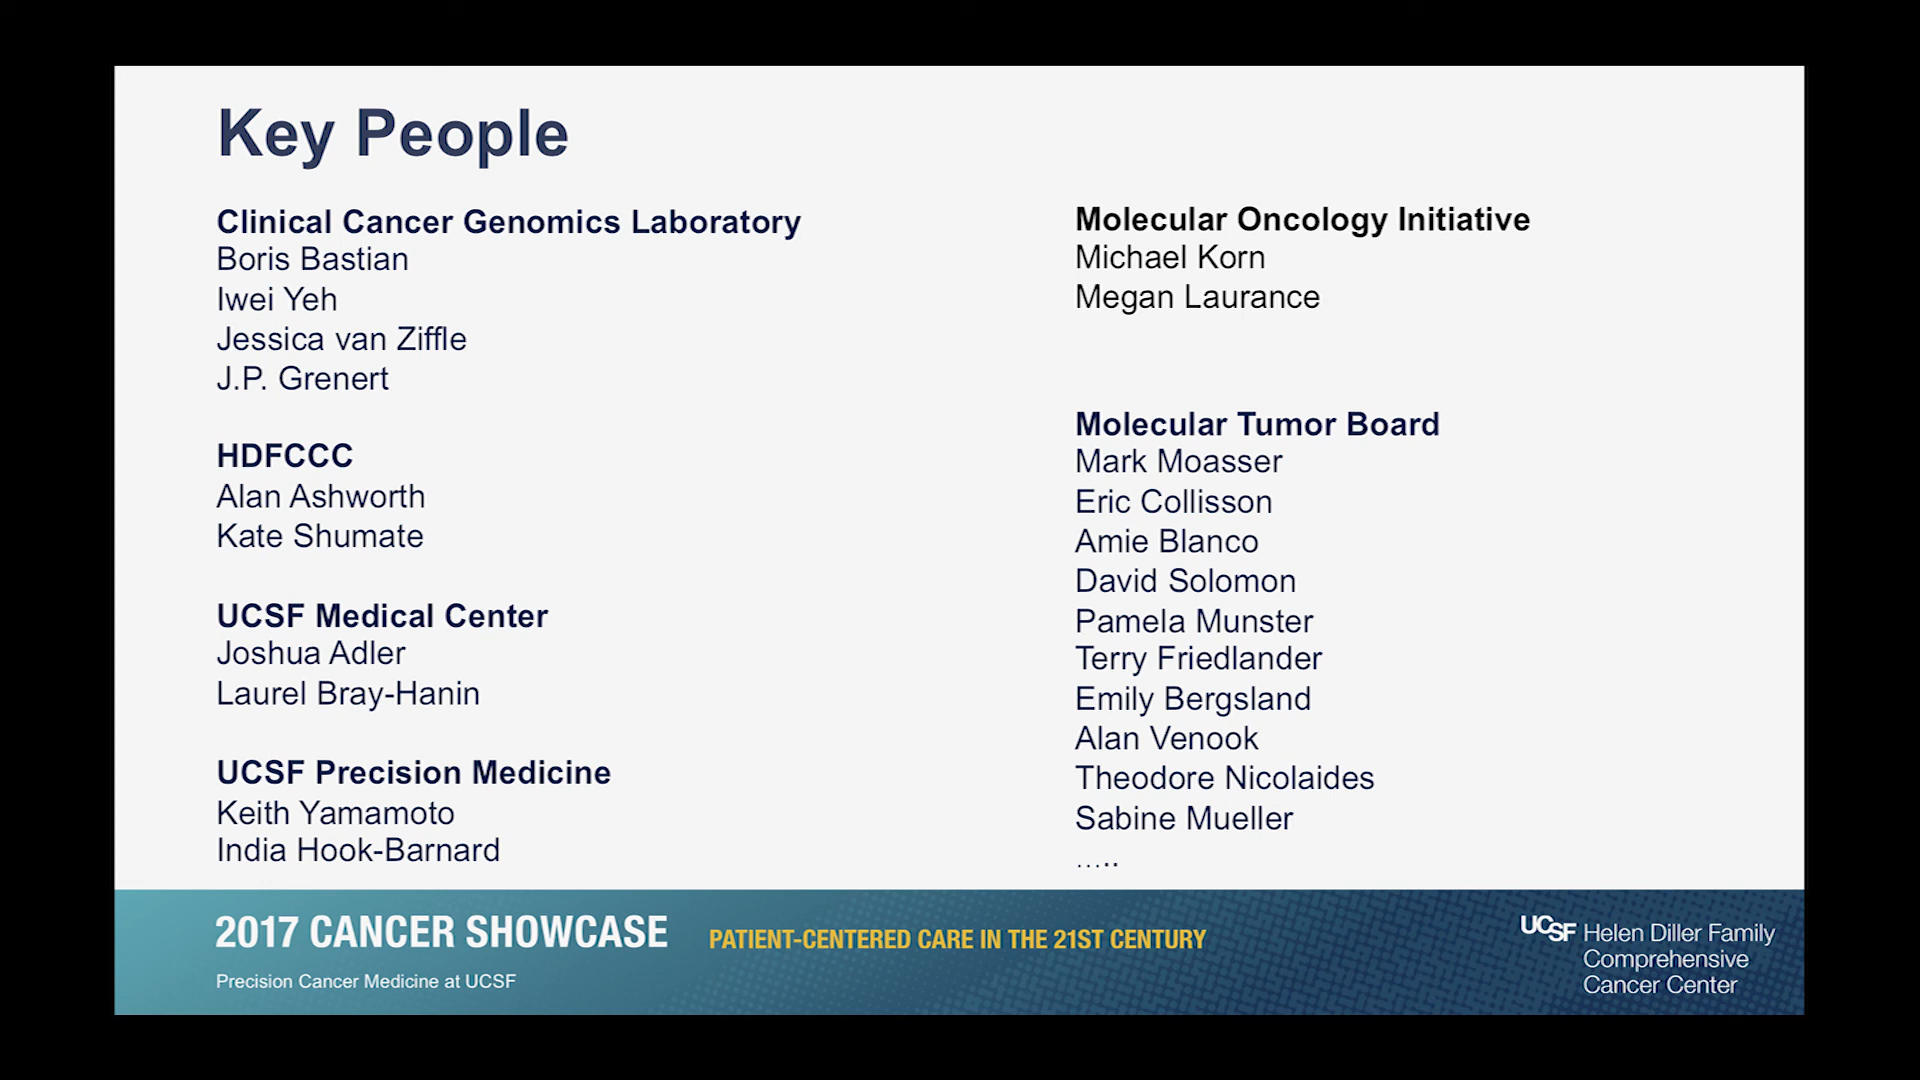 Key People
Clinical Cancer Genomics Laboratory
Boris Bastian
Iwei Yeh
Jessica van Ziffle
J.P. Grenert
HDFCCC
Alan Ashworth
Kate Shumate
UCSF Medical Center
Joshua Adler
Laurel Bray-Hanin
UCSF Precision Medicine
Keith Yamamoto
India Hook-Barnard
Molecular Oncology Initiative
Michael Korn
Megan Laurance
Molecular Tumor Board
Mark Moasser
Eric Collisson
Amie Blanco
David Solomon
Pamela Munster
Terry Friedlander
Emily Bergsland
Alan Venook
Theodore Nicolaides
Sabine Mueller
.....
2017 CANCER SHOWCASE PATIENT-CENTERED CARE IN THE 21ST CENTURY
Precision Cancer Medicine at UCSF
UCSF Helen Diller Family
Comprehensive
Cancer Center